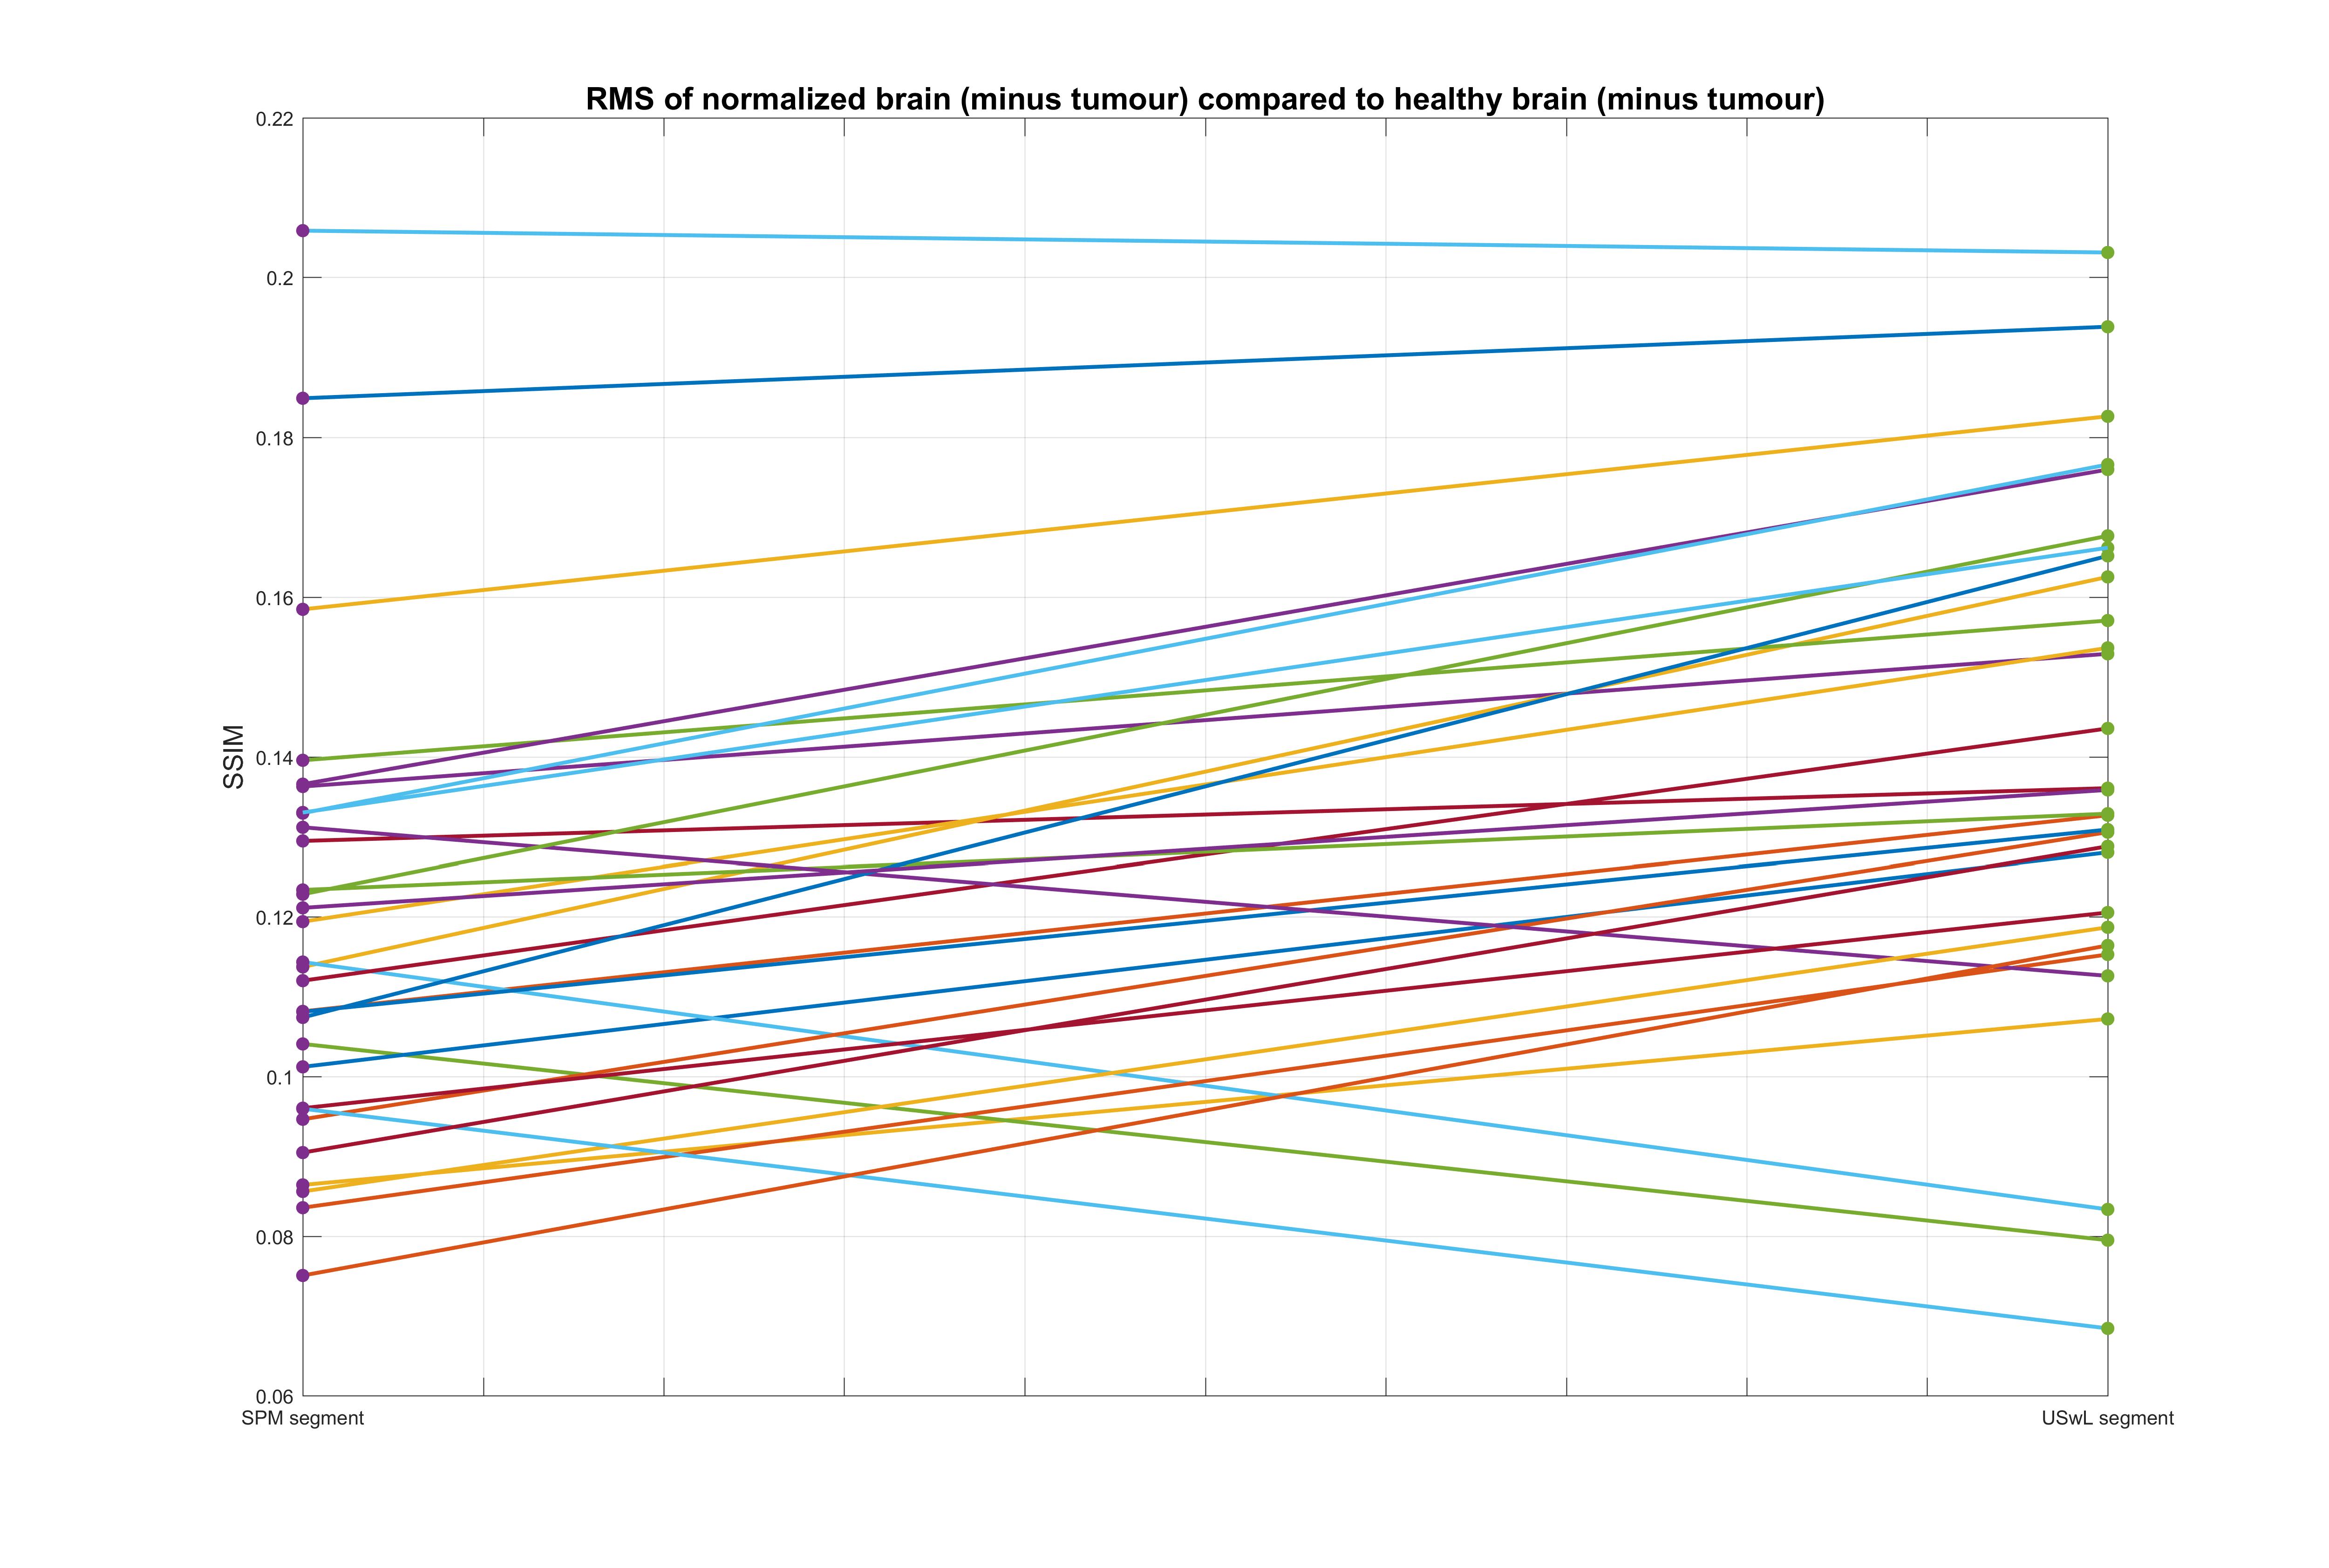 RMS of normalized brain (minus tumour) compared to healthy brain (minus tumour)
0.22
0.2
0.18
0.16
0.14
0.12
0.1
0.08
0.06
SSIM
SPM segment
USwL segment